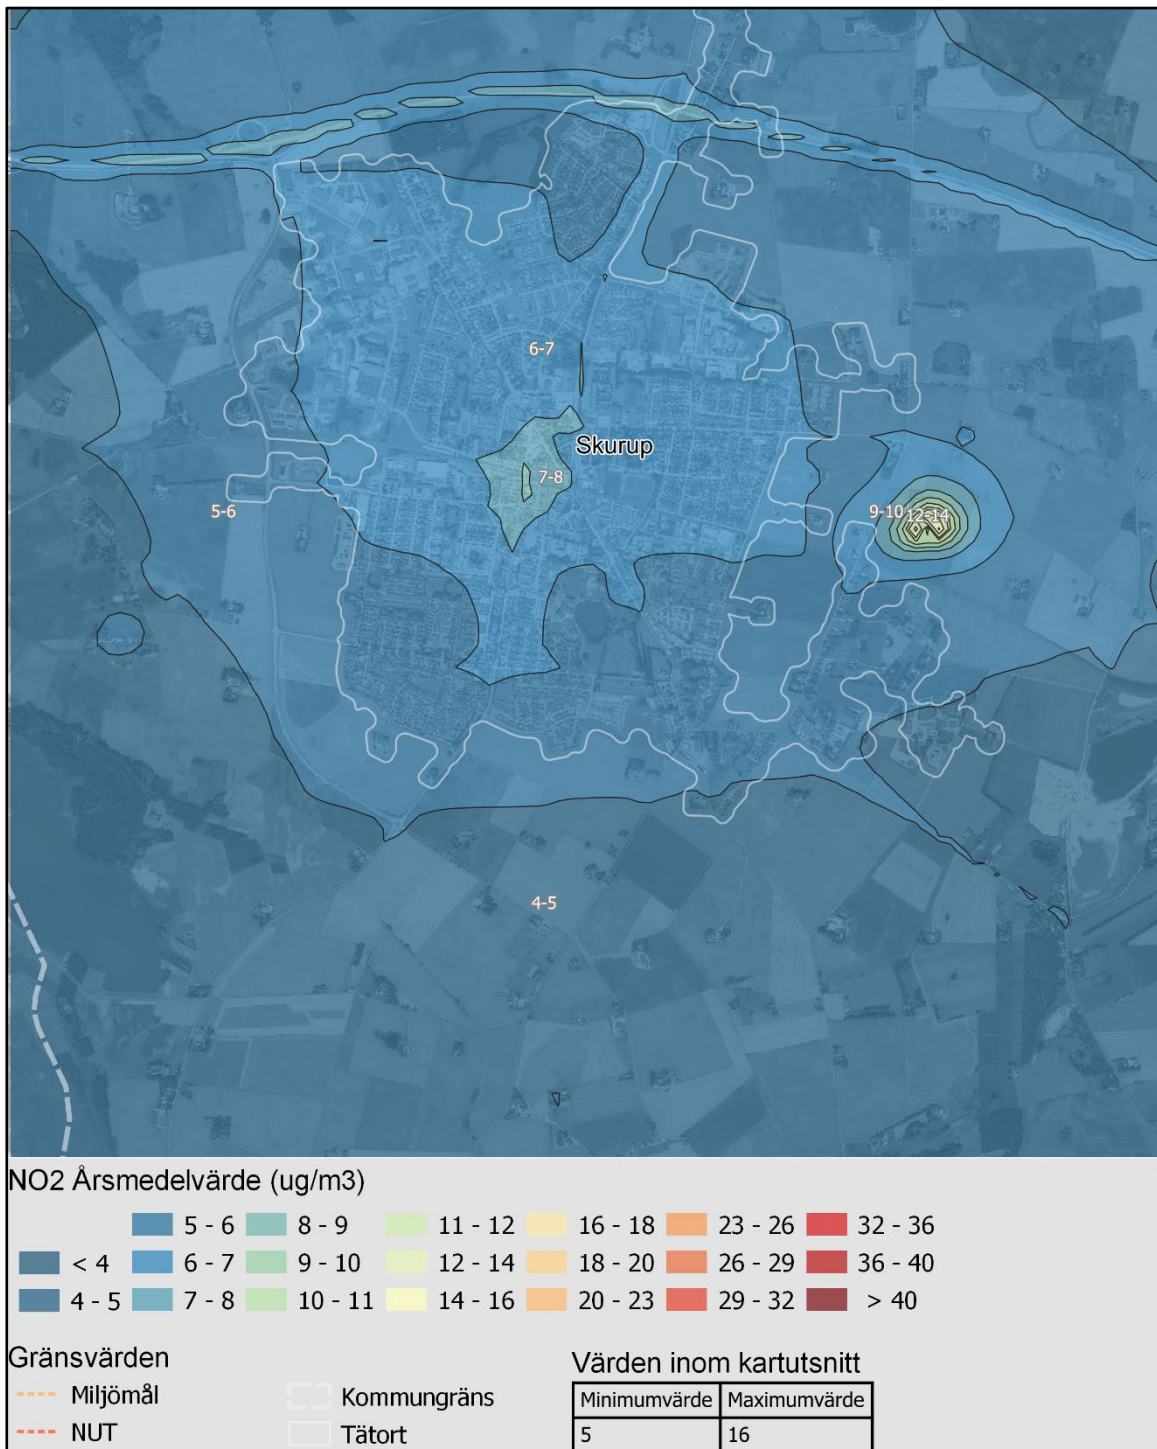 6-7
Skurup
7-8
5-6
9-10
12-14
4-5
NO2 Årsmedelvärde (ug/m3)
5 - 6
8 - 9
11 - 12
16 - 18
23 - 26
32 - 36
< 4
6 - 7
9 - 10
12 - 14
18 - 20
26 - 29
36 - 40
4 - 5
7 - 8
10 - 11
14 - 16
20 - 23
29 - 32
> 40
Gränsvärden
Värden inom kartutsnitt
Miljömål
Kommungräns
Minimumvärde Maximumvärde
NUT
Tätort
5 16